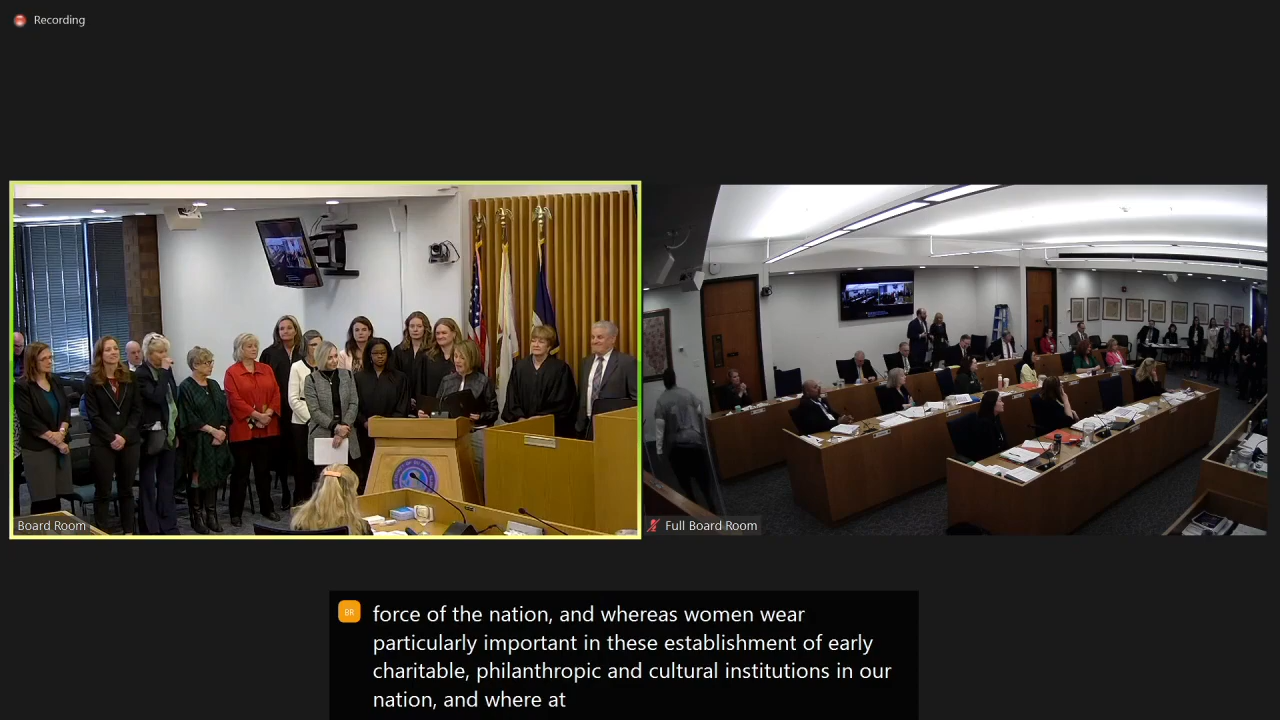 Recording
Board Room
Full Board Room
BR
force of the nation, and whereas women wear
particularly important in these establishment of early
charitable, philanthropic and cultural institutions in our
nation, and where at